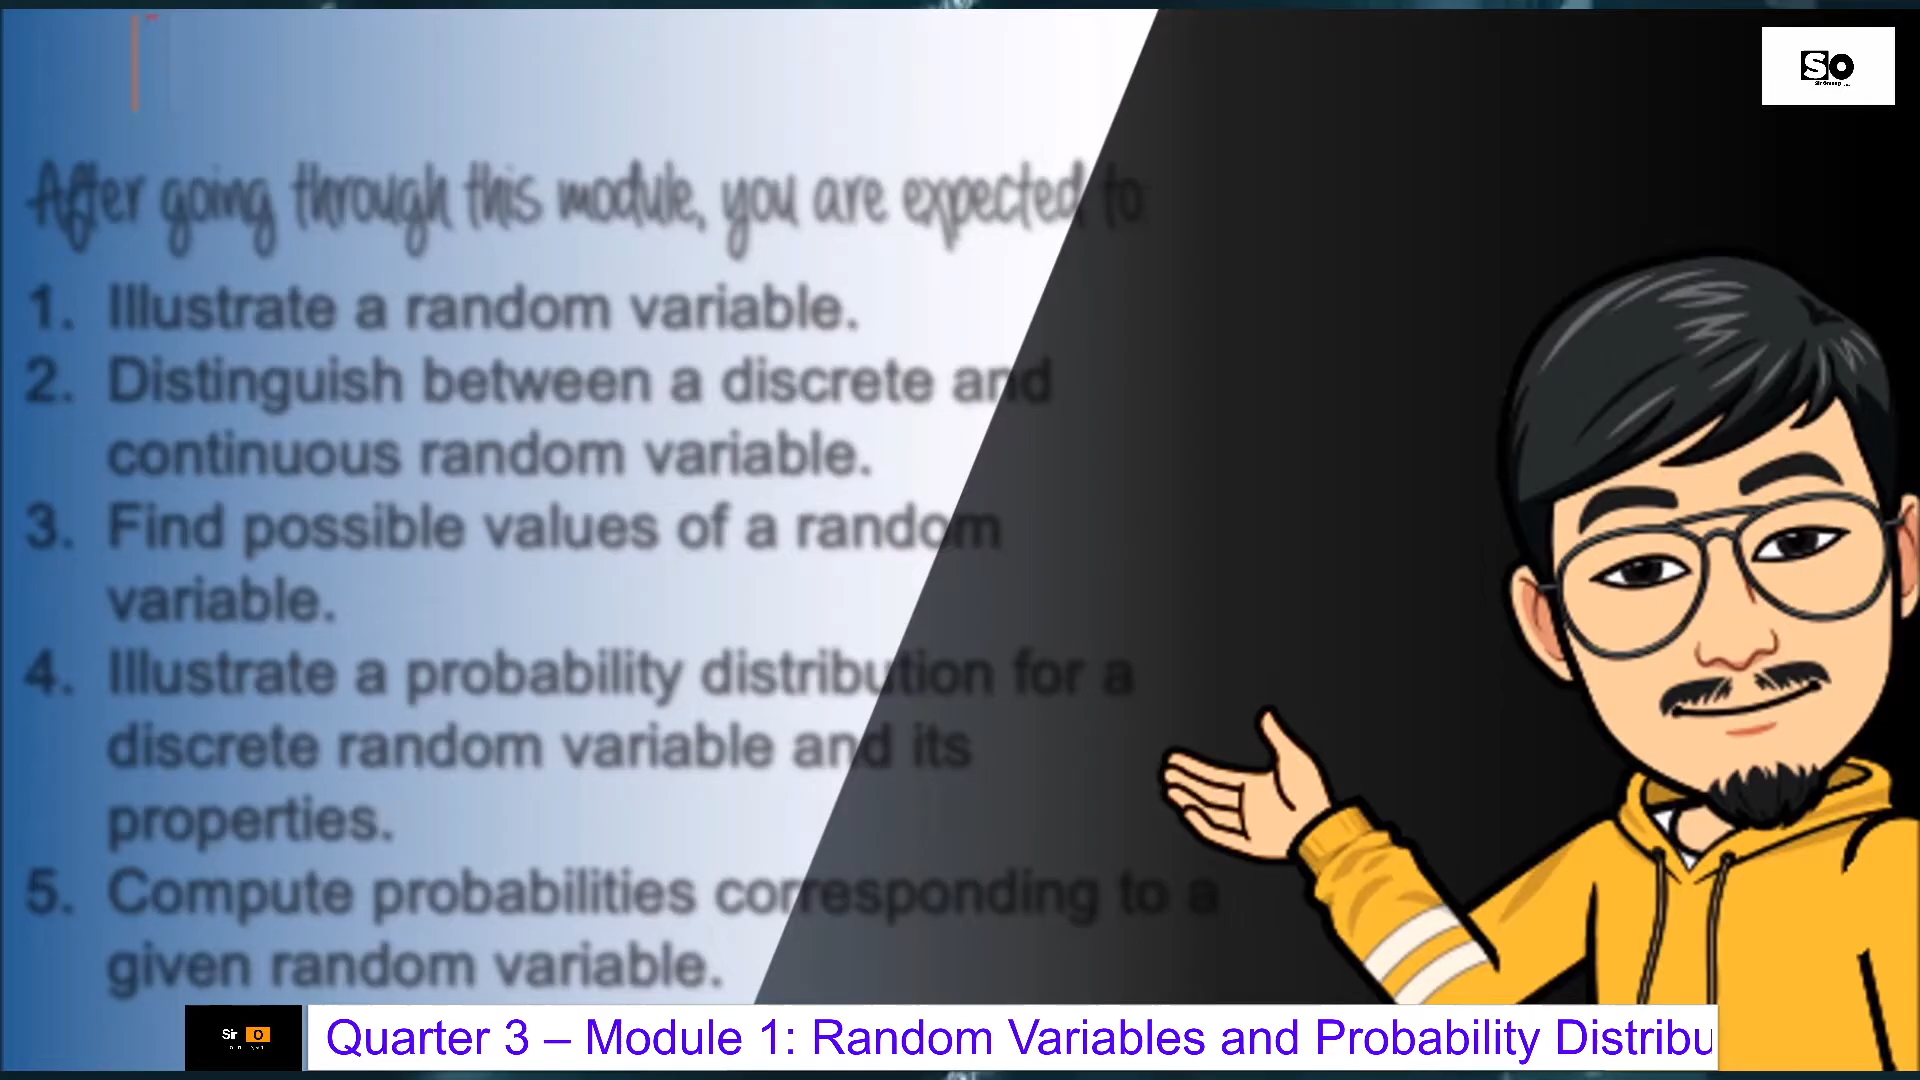 SO
After going through this module, you are expected to
1. Illustrate a random variable.
2. Distinguish between a discrete and
continuous random variable.
3. Find possible values of a random
variable.
4. Illustrate a probability distribution for a
discrete random variable and its
properties.
5. Compute probabilities corresponding to a
given random variable.
Sir O
Quarter 3 – Module 1: Random Variables and Probability Distribu